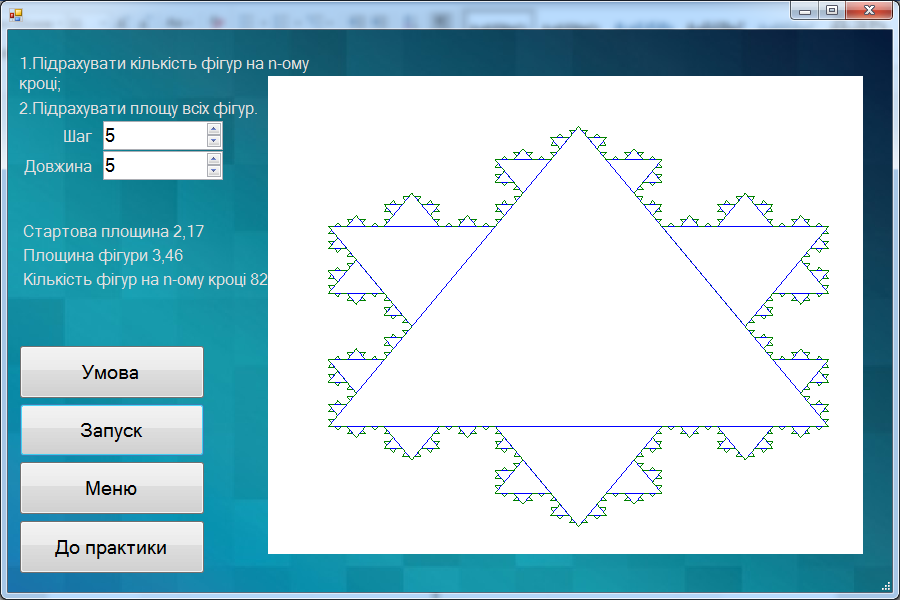 1.Підрахувати кількість фігур на n-ому
кроці;
2.Підрахувати площу всіх фігур.
Шаг 5
Довжина 5
Стартова площина 2,17
Площина фігури 3,46
Кількість фігур на n-ому кроці 82
Умова
Запуск
Меню
До практики